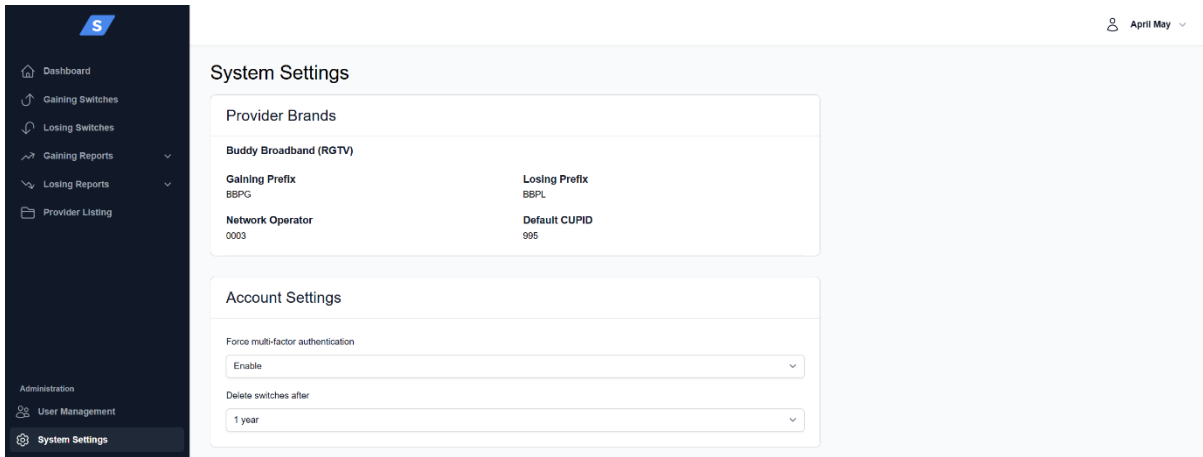 S
April May
Dashboard
Gaining Switches
Losing Switches
Gaining Reports
Losing Reports
Provider Listing
Administration
User Management
System Settings
System Settings
Provider Brands
Buddy Broadband (RGTV)
Gaining Prefix
BBPG
Losing Prefix
BBPL
Network Operator
0003
Default CUPID
995
Account Settings
Force multi-factor authentication
Enable
Delete switches after
1 year